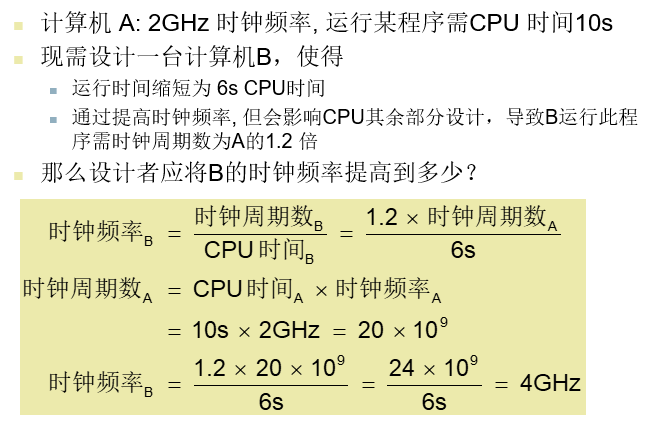 计算机 A: 2GHz 时钟频率, 运行某程序需CPU 时间10s
现需设计一台计算机B，使得
运行时间缩短为 6s CPU时间
通过提高时钟频率, 但会影响CPU其余部分设计，导致B运行此程
序需时钟周期数为A的1.2 倍
那么设计者应将B的时钟频率提高到多少？
时钟频率B = 时钟周期数B / CPU 时间B = 1.2 × 时钟周期数A / 6s
时钟周期数A = CPU时间A × 时钟频率A
= 10s × 2GHz = 20 × 10⁹
时钟频率B = 1.2 × 20 × 10⁹ / 6s = 24 × 10⁹ / 6s = 4GHz